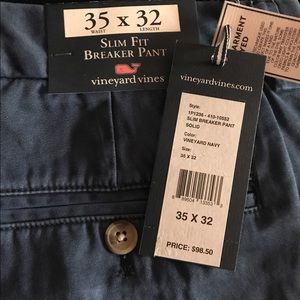 35 x 32
WAIST LENGTH
SLIM FIT
BREAKER PANT
vineyard vines
GARMENT
vineyardvines.com
Style:
SLIM BREAKER PANT
SOLID
Color:
VINEYARD NAVY
Size:
35 X 32
35 X 32
PRICE: $98.50